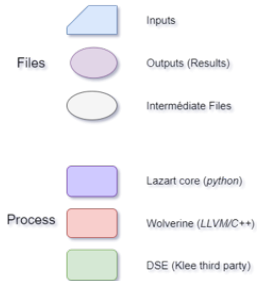 Inputs
Files
Outputs (Results)
Intermédiate Files
Lazart core (python)
Process
Wolverine (LLVM/C++)
DSE (Klee third party)